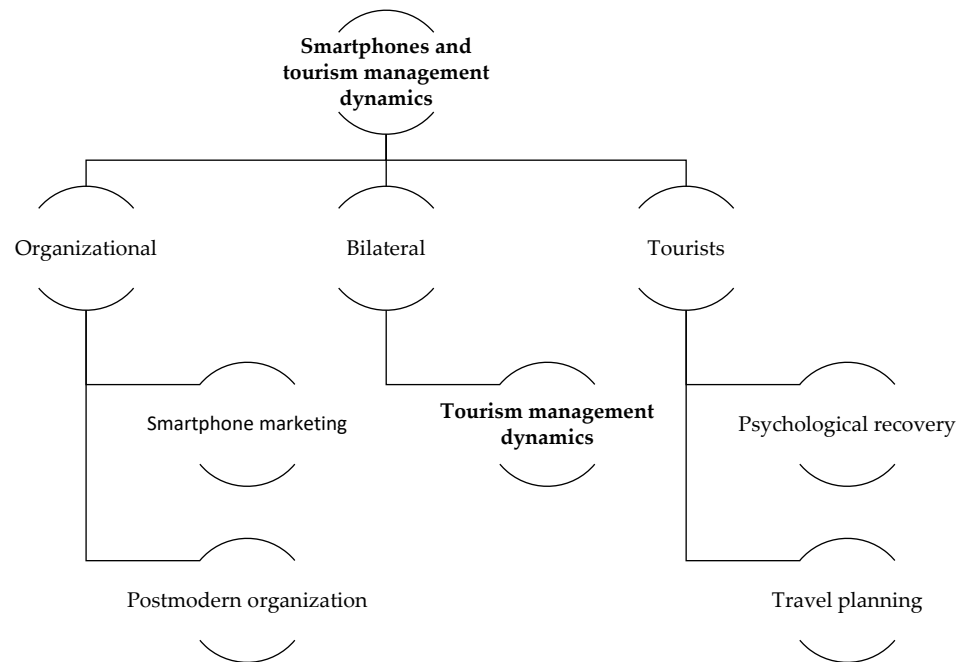 Smartphones and
tourism management
dynamics
Organizational
Bilateral
Tourists
Smartphone marketing
Tourism management
dynamics
Psychological recovery
Postmodern organization
Travel planning